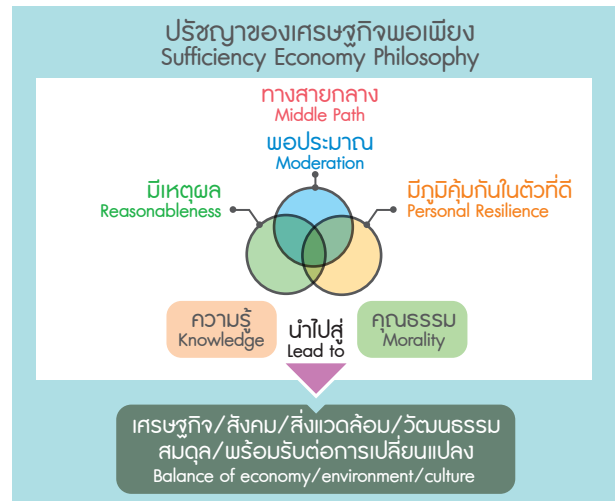 ปรัชญาของเศรษฐกิจพอเพียง
Sufficiency Economy Philosophy
ทางสายกลาง
Middle Path
พอประมาณ
Moderation
มีเหตุผล
Reasonableness
มีภูมิคุ้มกันในตัวที่ดี
Personal Resilience
ความรู้
Knowledge
นำไปสู่
Lead to
คุณธรรม
Morality
เศรษฐกิจ/สังคม/สิ่งแวดล้อม/วัฒนธรรม
สมดุล/พร้อมรับต่อการเปลี่ยนแปลง
Balance of economy/environment/culture